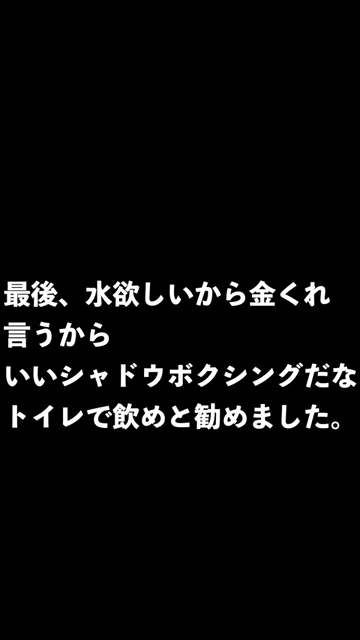 最後、水欲しいから金くれ
言うから
いいシャドウボクシングだな
トイレで飲めと勧めました。